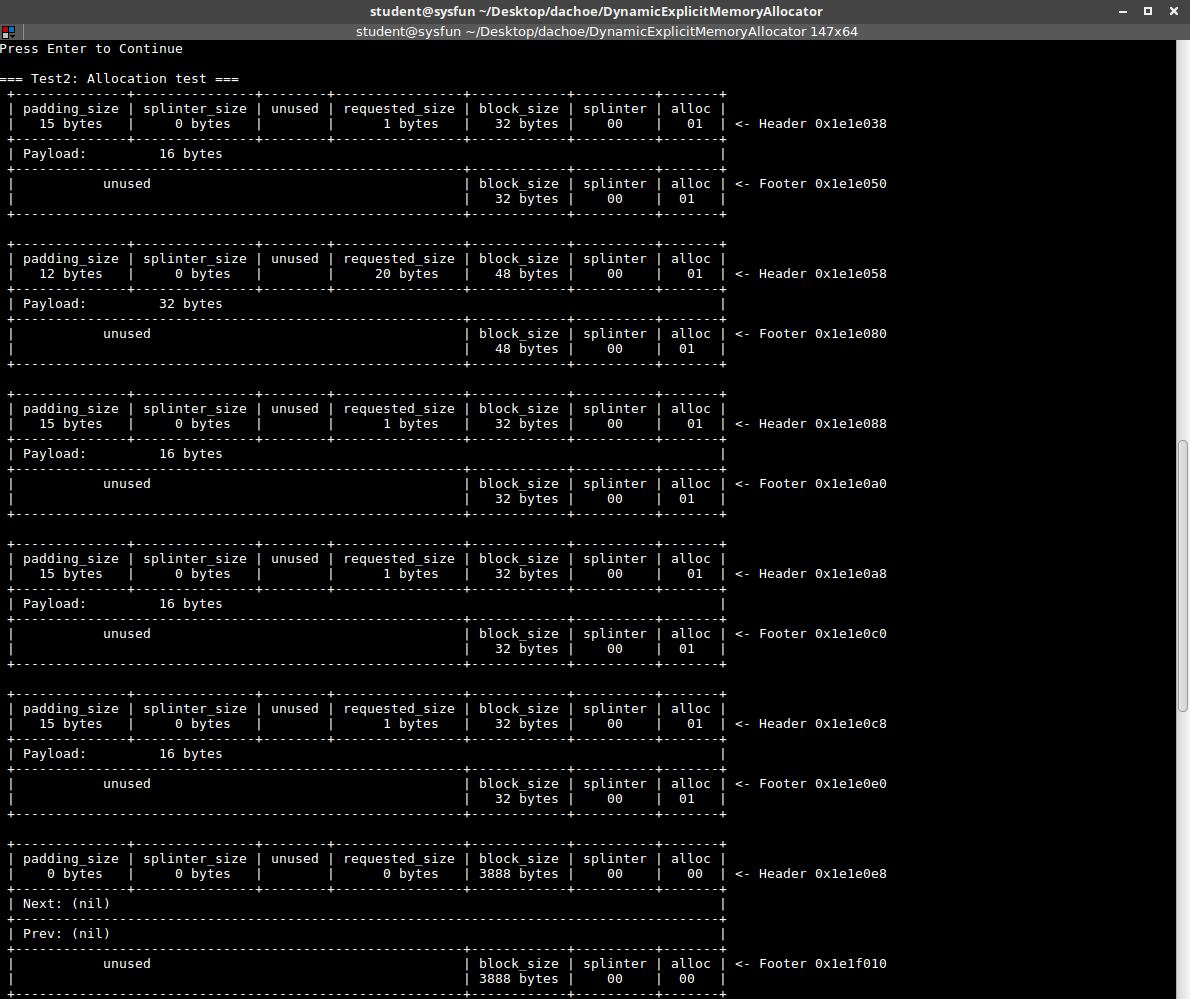 student@sysfun ~/Desktop/dachoe/DynamicExplicitMemoryAllocator
student@sysfun ~/Desktop/dachoe/DynamicExplicitMemoryAllocator 147x64
Press Enter to Continue
=== Test2: Allocation test ===
+--------------+---------------+--------+----------------+------------+----------+-------+
| padding_size | splinter_size | unused | requested_size | block_size | splinter | alloc |
|   15 bytes   |     0 bytes   |        |      1 bytes   |   32 bytes |    00    |   01  | <- Header 0x1e1e038
+--------------+---------------+--------+----------------+------------+----------+-------+
| Payload:         16 bytes                                                              |
+--------------------------------------------------------+------------+----------+-------+
|           unused                                       | block_size | splinter | alloc | <- Footer 0x1e1e050
|                                                        |   32 bytes |    00    |  01   |
+--------------------------------------------------------+------------+----------+-------+
+--------------+---------------+--------+----------------+------------+----------+-------+
| padding_size | splinter_size | unused | requested_size | block_size | splinter | alloc |
|   12 bytes   |     0 bytes   |        |     20 bytes   |   48 bytes |    00    |   01  | <- Header 0x1e1e058
+--------------+---------------+--------+----------------+------------+----------+-------+
| Payload:         32 bytes                                                              |
+--------------------------------------------------------+------------+----------+-------+
|           unused                                       | block_size | splinter | alloc | <- Footer 0x1e1e080
|                                                        |   48 bytes |    00    |  01   |
+--------------------------------------------------------+------------+----------+-------+
+--------------+---------------+--------+----------------+------------+----------+-------+
| padding_size | splinter_size | unused | requested_size | block_size | splinter | alloc |
|   15 bytes   |     0 bytes   |        |      1 bytes   |   32 bytes |    00    |   01  | <- Header 0x1e1e088
+--------------+---------------+--------+----------------+------------+----------+-------+
| Payload:         16 bytes                                                              |
+--------------------------------------------------------+------------+----------+-------+
|           unused                                       | block_size | splinter | alloc | <- Footer 0x1e1e0a0
|                                                        |   32 bytes |    00    |  01   |
+--------------------------------------------------------+------------+----------+-------+
+--------------+---------------+--------+----------------+------------+----------+-------+
| padding_size | splinter_size | unused | requested_size | block_size | splinter | alloc |
|   15 bytes   |     0 bytes   |        |      1 bytes   |   32 bytes |    00    |   01  | <- Header 0x1e1e0a8
+--------------+---------------+--------+----------------+------------+----------+-------+
| Payload:         16 bytes                                                              |
+--------------------------------------------------------+------------+----------+-------+
|           unused                                       | block_size | splinter | alloc | <- Footer 0x1e1e0c0
|                                                        |   32 bytes |    00    |  01   |
+--------------------------------------------------------+------------+----------+-------+
+--------------+---------------+--------+----------------+------------+----------+-------+
| padding_size | splinter_size | unused | requested_size | block_size | splinter | alloc |
|   15 bytes   |     0 bytes   |        |      1 bytes   |   32 bytes |    00    |   01  | <- Header 0x1e1e0c8
+--------------+---------------+--------+----------------+------------+----------+-------+
| Payload:         16 bytes                                                              |
+--------------------------------------------------------+------------+----------+-------+
|           unused                                       | block_size | splinter | alloc | <- Footer 0x1e1e0e0
|                                                        |   32 bytes |    00    |  01   |
+--------------------------------------------------------+------------+----------+-------+
+--------------+---------------+--------+----------------+------------+----------+-------+
| padding_size | splinter_size | unused | requested_size | block_size | splinter | alloc |
|    0 bytes   |     0 bytes   |        |      0 bytes   | 3888 bytes |    00    |   00  | <- Header 0x1e1e0e8
+--------------+---------------+--------+----------------+------------+----------+-------+
| Next: (nil)                                                                            |
+----------------------------------------------------------------------------------------+
| Prev: (nil)                                                                            |
+--------------------------------------------------------+------------+----------+-------+
|           unused                                       | block_size | splinter | alloc | <- Footer 0x1e1f010
|                                                        | 3888 bytes |    00    |  00   |
+--------------------------------------------------------+------------+----------+-------+